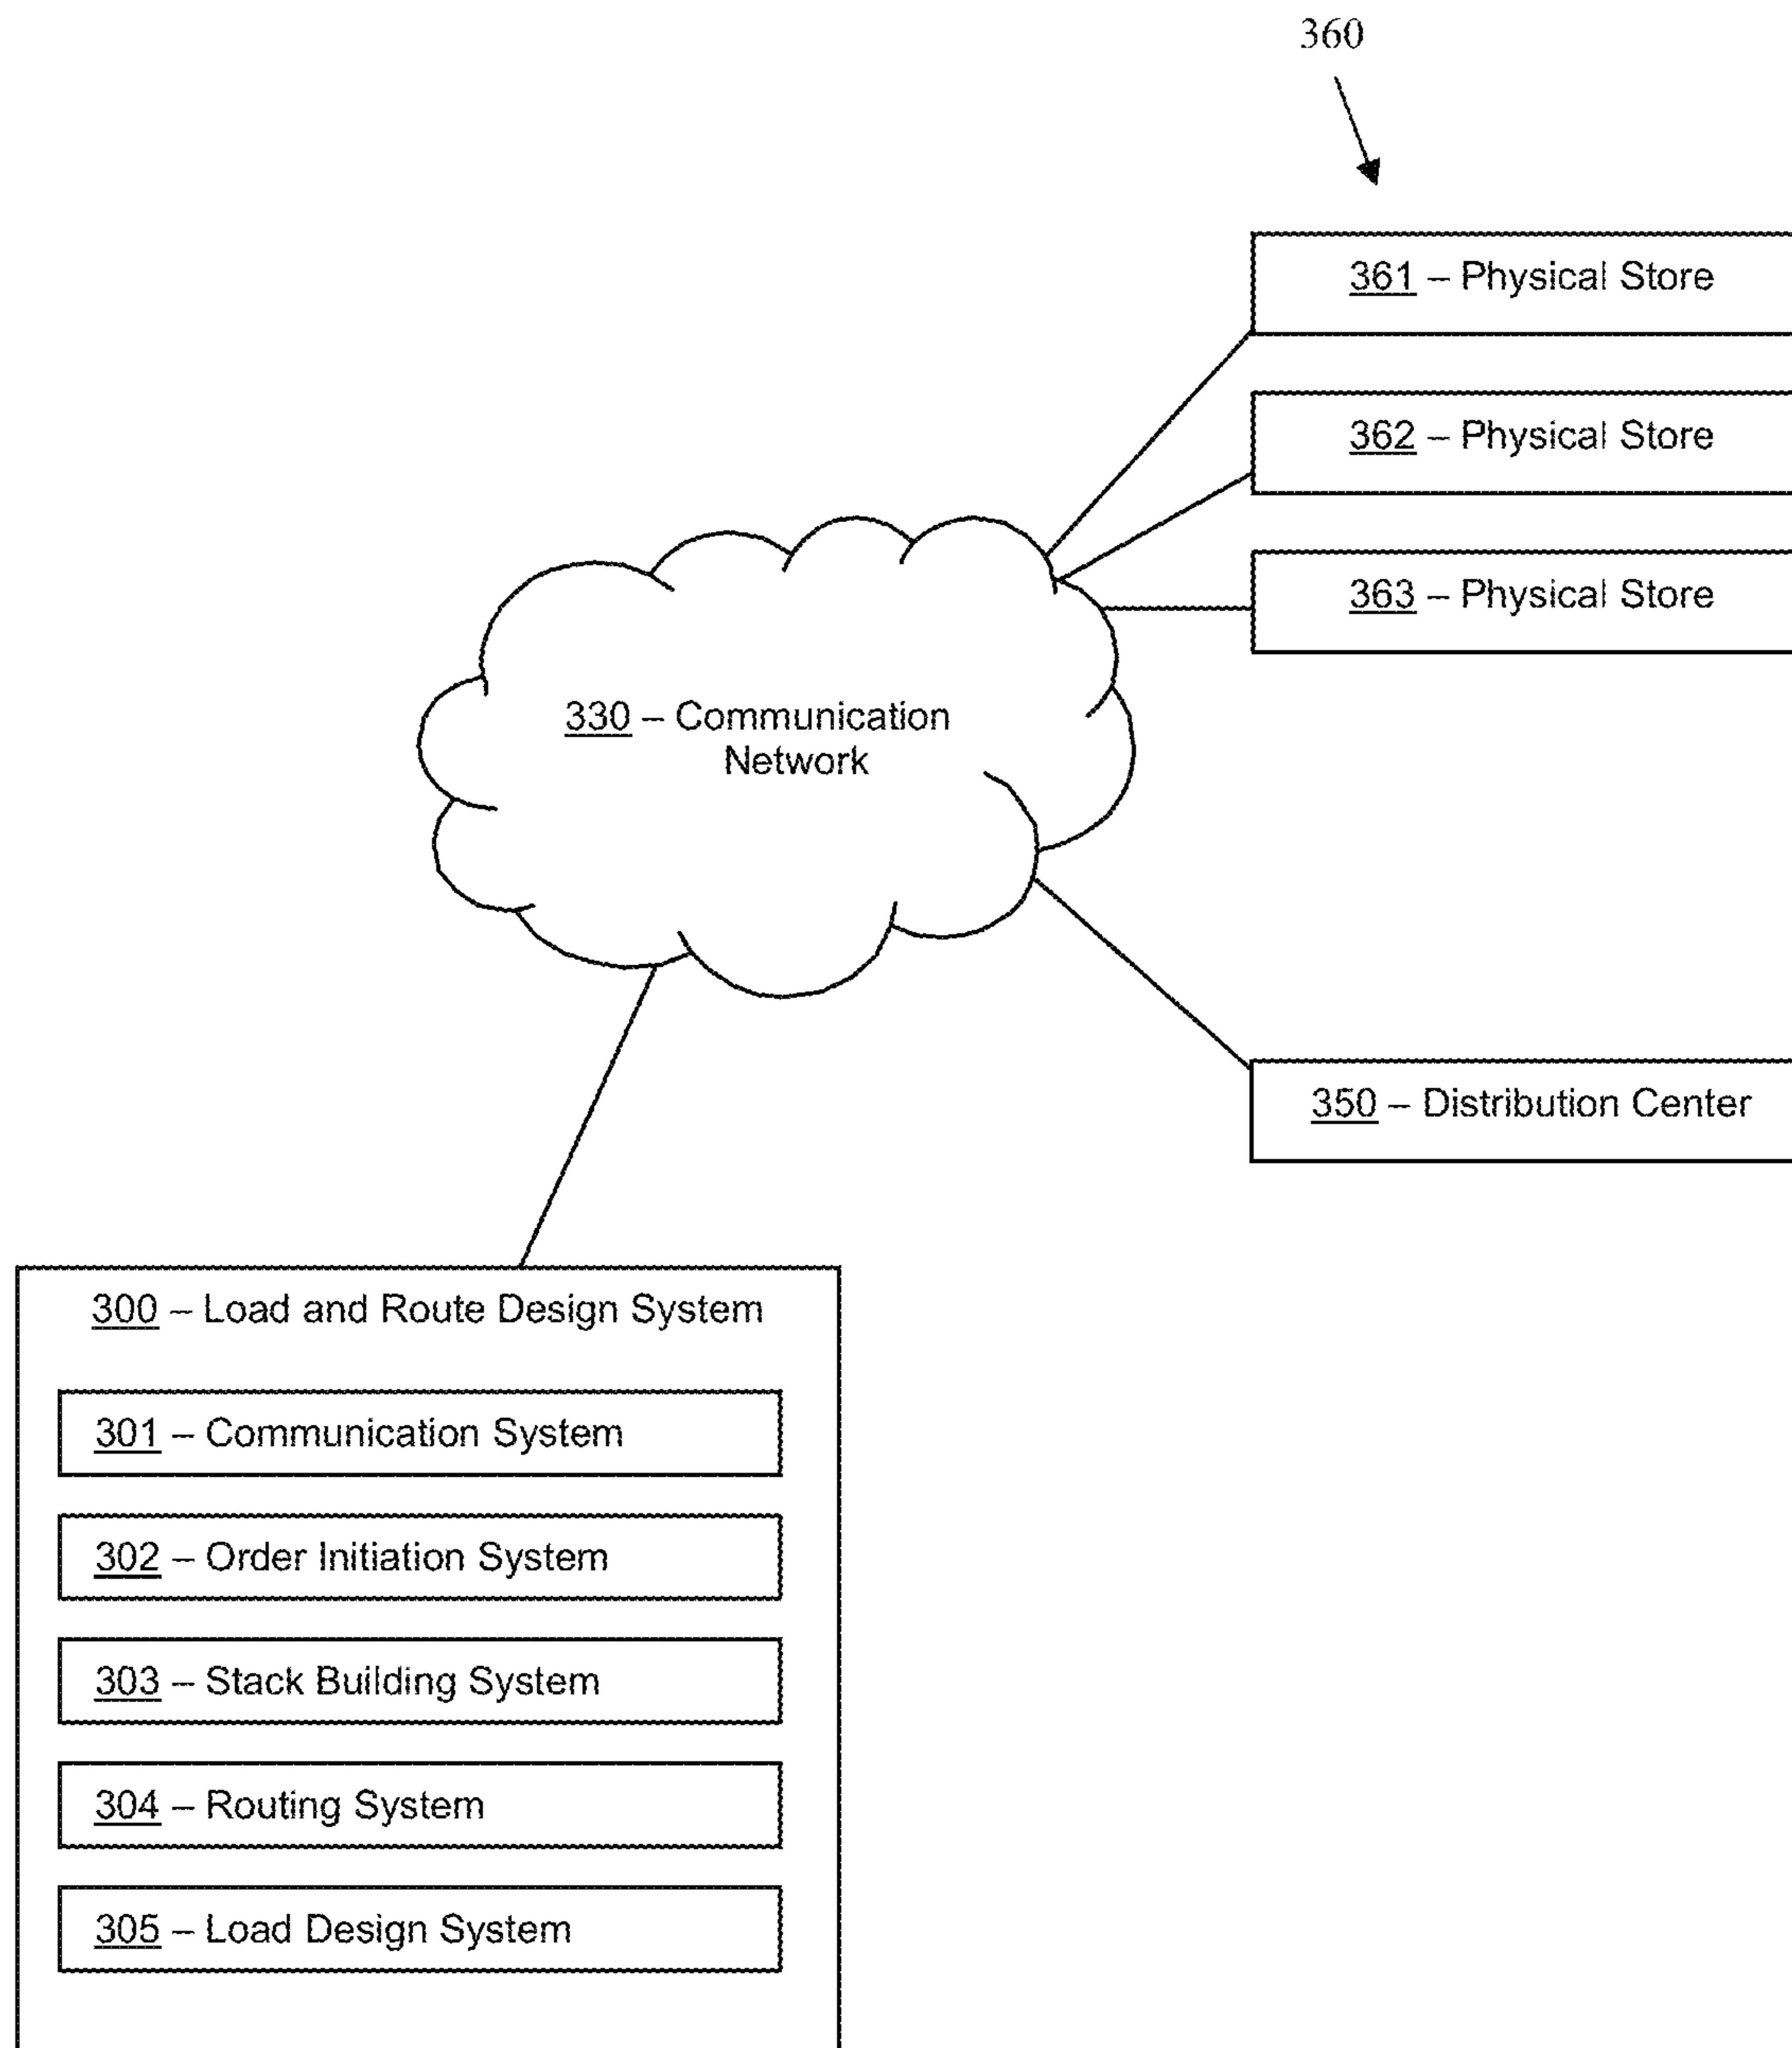 360
361 – Physical Store
362 – Physical Store
363 – Physical Store
330 – Communication
Network
350 – Distribution Center
300 – Load and Route Design System
301 – Communication System
302 – Order Initiation System
303 – Stack Building System
304 – Routing System
305 – Load Design System